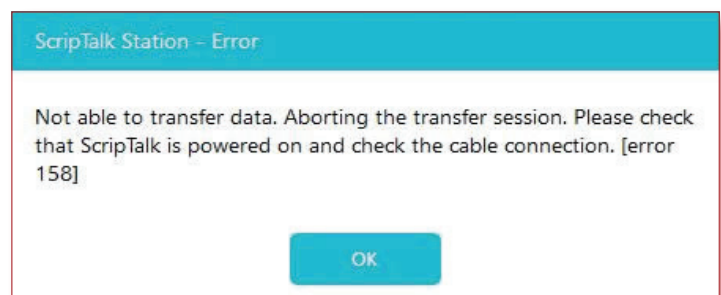 ScripTalk Station - Error
Not able to transfer data. Aborting the transfer session. Please check
that ScripTalk is powered on and check the cable connection. [error
158]
OK